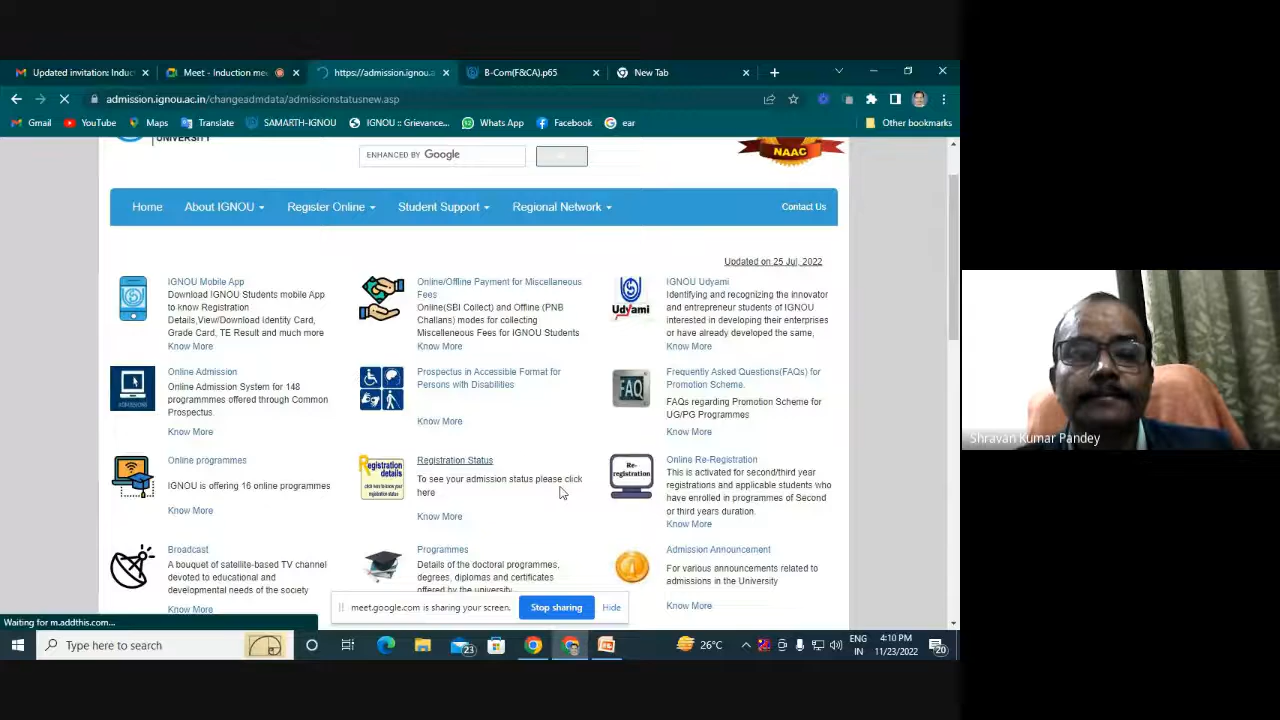 Updated invitation: Induc
Meet - Induction me
https://admission.ignou.a
B-Com(F&CA).p65
New Tab
admission.ignou.ac.in/changeadmdata/admissionstatusnew.asp
Gmail
YouTube
Maps
Translate
SAMARTH-IGNOU
IGNOU :: Grievance...
Whats App
Facebook
ear
Other bookmarks
UNIVERSITY
ENHANCED BY Google
NAAC
Home
About IGNOU
Register Online
Student Support
Regional Network
Contact Us
Updated on 25 Jul, 2022
IGNOU Mobile App
Download IGNOU Students mobile App
to know Registration
Details,View/Download Identity Card,
Grade Card, TE Result and much more
Know More
Online/Offline Payment for Miscellaneous
Fees
Online(SBI Collect) and Offline (PNB
Challans) modes for collecting
Miscellaneous Fees for IGNOU Students
Know More
Udyami
IGNOU Udyami
Identifying and recognizing the innovator
and entrepreneur students of IGNOU
interested in developing their enterprises
or have already developed the same,
Know More
Online Admission
Online Admission System for 148
programmmes offered through Common
Prospectus.
Know More
Prospectus in Accessible Format for
Persons with Disabilities
Know More
FAQ
Frequently Asked Questions(FAQs) for
Promotion Scheme.
FAQs regarding Promotion Scheme for
UG/PG Programmes
Know More
Online programmes
IGNOU is offering 16 online programmes
Know More
Registration
details
Registration Status
To see your admission status please click
here
Know More
Re-
registration
Online Re-Registration
This is activated for second/third year
registrations and applicable students who
have enrolled in programmes of Second
or third years duration.
Know More
Broadcast
A bouquet of satellite-based TV channel
devoted to educational and
developmental needs of the society
Know More
Programmes
Details of the doctoral programmes,
degrees, diplomas and certificates
offered by the university
Admission Announcement
For various announcements related to
admissions in the University
Know More
meet.google.com is sharing your screen.
Stop sharing
Hide
Waiting for m.addthis.com...
Type here to search
23
26°C
ENG
IN
4:10 PM
11/23/2022
20
Shravan Kumar Pandey